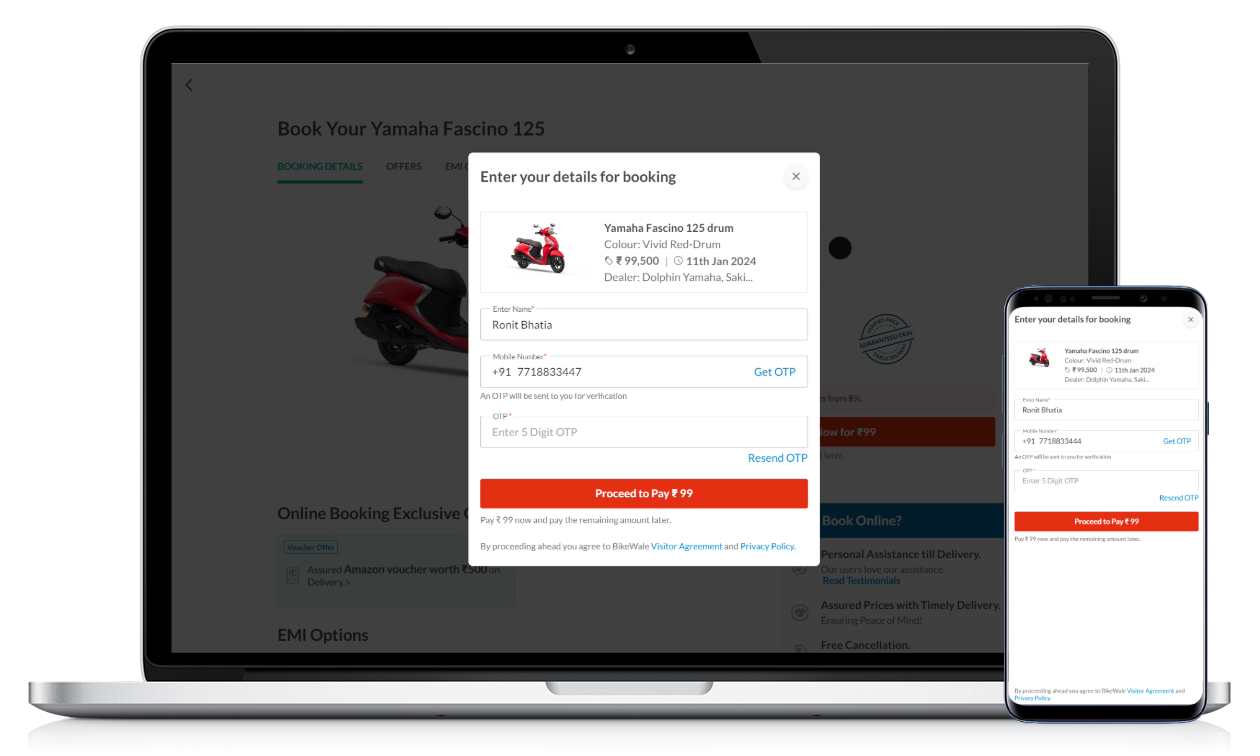 Book Your Yamaha Fascino 125
BOOKING DETAILS
OFFERS
Enter your details for booking
Yamaha Fascino 125 drum
Colour: Vivid Red-Drum
₹ 99,500 | 11th Jan 2024
Dealer: Dolphin Yamaha, Saki...
Enter Name*
Ronit Bhatia
Mobile Number*
+91 7718833447
Get OTP
An OTP will be sent to you for verification
OTP *
Enter 5 Digit OTP
Resend OTP
Proceed to Pay ₹ 99
Pay ₹ 99 now and pay the remaining amount later.
By proceeding ahead you agree to BikeWale Visitor Agreement and Privacy Policy.
GUARANTEED DEAL
from 8%.
for ₹99
later.
Online Booking Exclusive
Voucher Offer
Assured Amazon voucher worth ₹500 on
Delivery.>
EMI Options
Book Online?
Personal Assistance till Delivery.
Our users love our assistance.
Read Testimonials
Assured Prices with Timely Delivery.
Ensuring Peace of Mind!
Free Cancellation.
Enter your details for booking
Yamaha Fascino 125 drum
Colour: Vivid Red-Drum
₹ 99,500 | 11th Jan 2024
Dealer: Dolphin Yamaha, Saki...
Enter Name*
Ronit Bhatia
Mobile Number*
+91 7718833444
Get OTP
An OTP will be sent to you for verification
OTP *
Enter 5 Digit OTP
Resend OTP
Proceed to Pay ₹ 99
Pay ₹ 99 now and pay the remaining amount later.
By proceeding ahead you agree to BikeWale Visitor Agreement and
Privacy Policy.